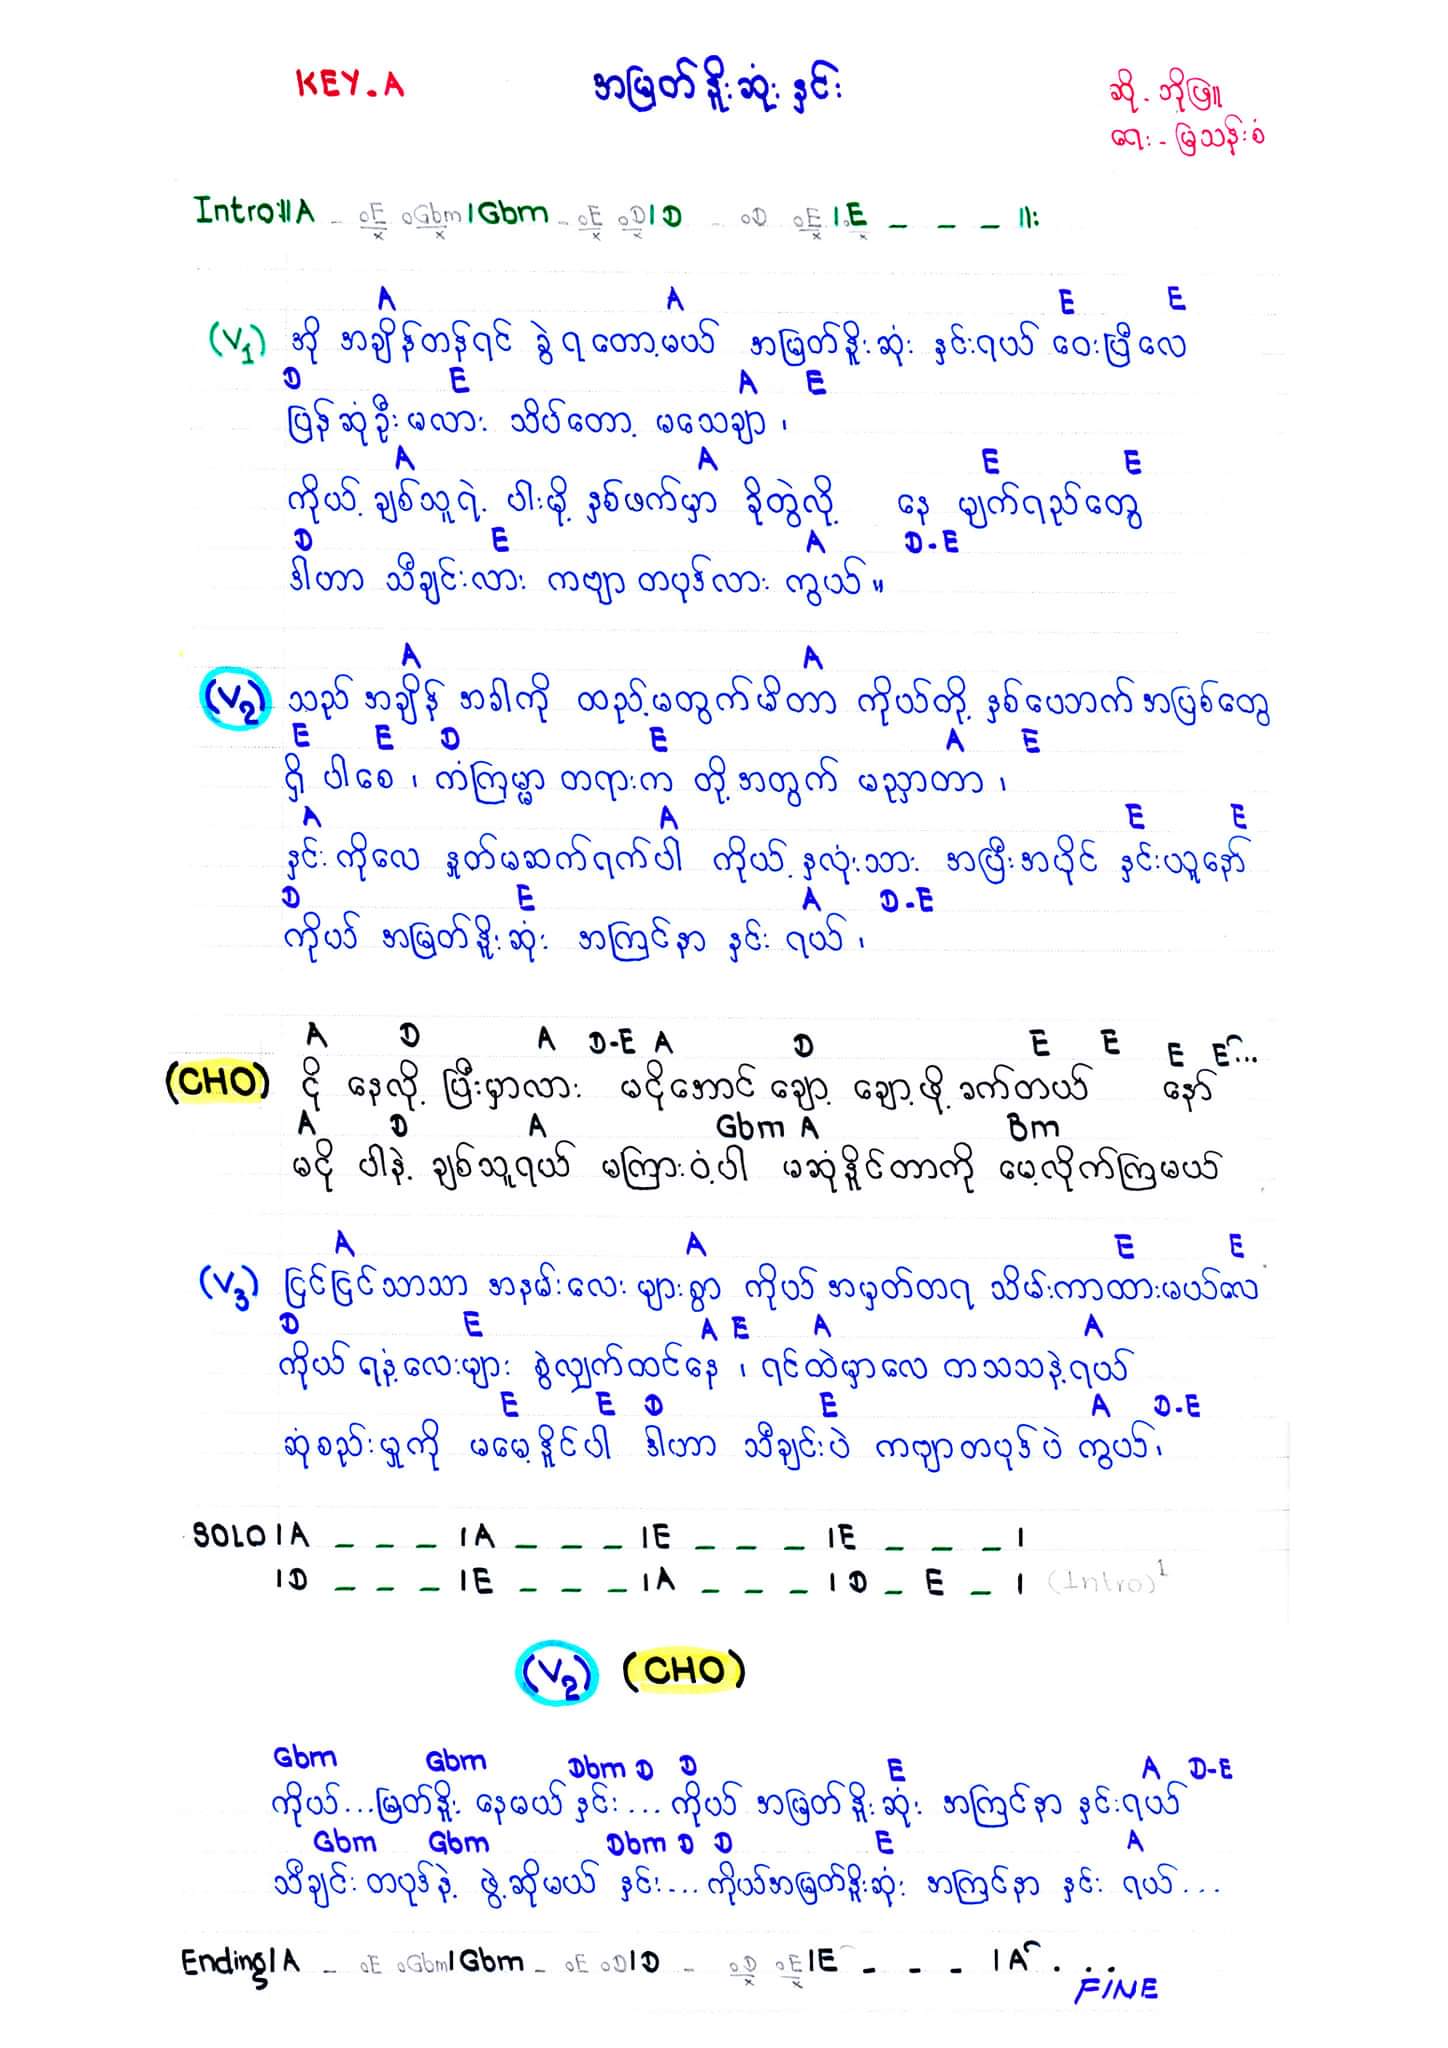 KEY.A
အမြတ်နိုးဆုံးနှင်း
ဆို - ဘိုဖြူ
ရေး - မြသန်းစံ
Intro:||A _ E Gbm |Gbm _ E D |D _ D E |E _ _ _ ||:
A A E E
(V1) အို အချိန်တန်ရင် ခွဲရတော့မယ် အမြတ်နိုးဆုံး နှင်းရယ် ဝေးပြီလေ
D E A E
ပြန်ဆုံဦးမလား သိပ်တော့ မသေချာ၊
A A E E
ကိုယ့် ချစ်သူရဲ့ ပါးမို့ နှစ်ဖက်မှာ ခိုတွဲလို့ နေ မျက်ရည်တွေ
D E A D-E
ဒါဟာ သီချင်းလား ကဗျာ တပုဒ်လား ကွယ်။
A A
(V2) သည် အချိန် အခါကို ထည့်မတွက်မိတာ ကိုယ်တို့ နှစ်ပေဘက် အဖြစ်တွေ
E E D E A E
ရှိ ပါစေ၊ ကံကြမ္မာ တရားက တို့အတွက် မညှာတာ၊
A A E E
နှင်းကိုလေ နှုတ်မဆက်ရက်ပါ ကိုယ့် နှလုံးသား အပြီးအပိုင် နှင်းယူနော်
D E A D-E
ကိုယ် အမြတ်နိုးဆုံး အကြင်နာ နှင်း ရယ်၊
A D A D-E A D E E E E...
(CHO) ငို နေလို့ ပြီးမှာလား မငိုအောင် ချော့ ချော့ဖို့ ခက်တယ် နော်
A D A Gbm A Bm
မငို ပါနဲ့ ချစ်သူရယ် မကြားဝံ့ပါ မဆုံနိုင်တာကို မေ့လိုက်ကြမယ်
A A E E
(V3) ငြင်ငြင်သာသာ အနမ်းလေး များစွာ ကိုယ် အမှတ်တရ သိမ်းကာထားမယ်လေ
D E A E A A
ကိုယ် ရနံ့လေးများ စွဲလျှက်ထင်နေ၊ ရင်ထဲမှာလေ တသသနဲ့ရယ်
E E D E A D-E
ဆုံစည်းမှုကို မမေ့နိုင်ပါ ဒါဟာ သီချင်းပဲ ကဗျာတပုဒ်ပဲ ကွယ်၊
SOLO |A _ _ _ |A _ _ _ |E _ _ _ |E _ _ _ |
|D _ _ _ |E _ _ _ |A _ _ _ |D _ E _ | (Intro)1
(V2) (CHO)
Gbm Gbm Dbm D D E A D-E
ကိုယ်...မြတ်နိုး နေမယ် နှင်း... ကိုယ် အမြတ်နိုးဆုံး အကြင်နာ နှင်းရယ်
Gbm Gbm Dbm D D E A
သီချင်း တပုဒ်နဲ့ ဖွဲ့ဆိုမယ် နှင်း... ကိုယ်အမြတ်နိုးဆုံး အကြင်နာ နှင်း ရယ်...
Ending |A _ E Gbm |Gbm _ E D |D _ D E |E _ _ _ |A ...
FINE